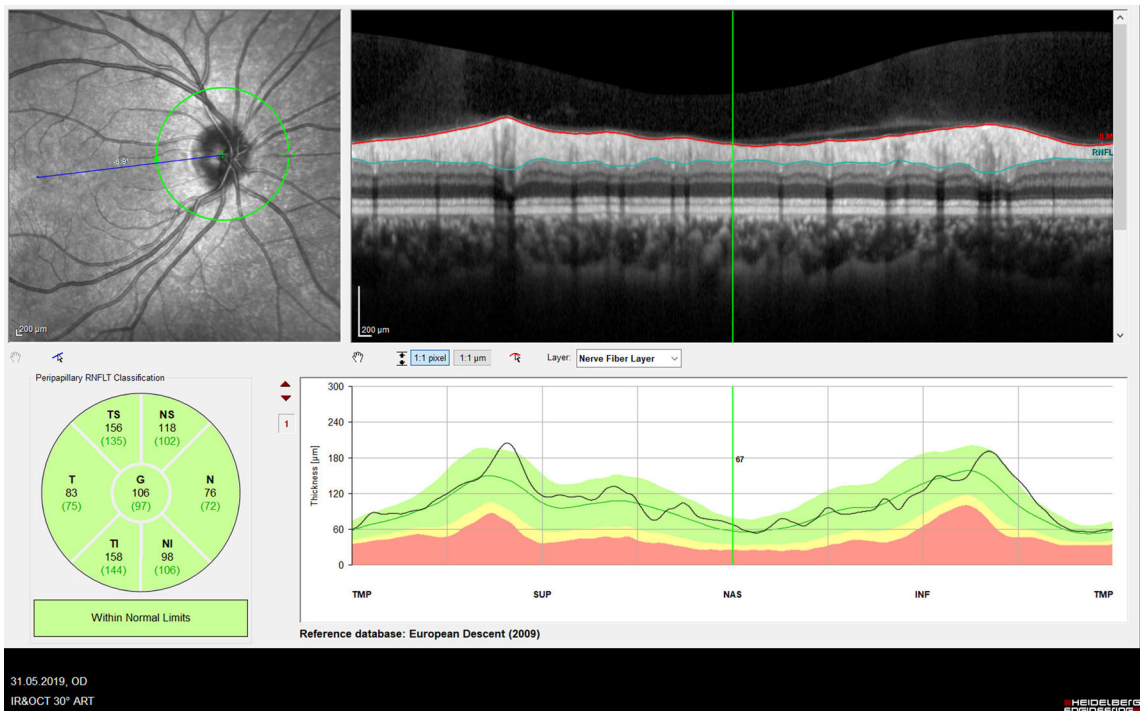 -6.9°
200 µm
ILM
RNFL
200 µm
1:1 pixel
1:1 µm
Layer:
Nerve Fiber Layer
Peripapillary RNFLT Classification
TS
156
(135)
NS
118
(102)
T
83
(75)
G
106
(97)
N
76
(72)
TI
158
(144)
NI
98
(106)
Within Normal Limits
1
Thickness [µm]
300
240
180
120
60
0
67
TMP
SUP
NAS
INF
TMP
Reference database: European Descent (2009)
31.05.2019, OD
IR&OCT 30° ART
HEIDELBERG
ENGINEERING